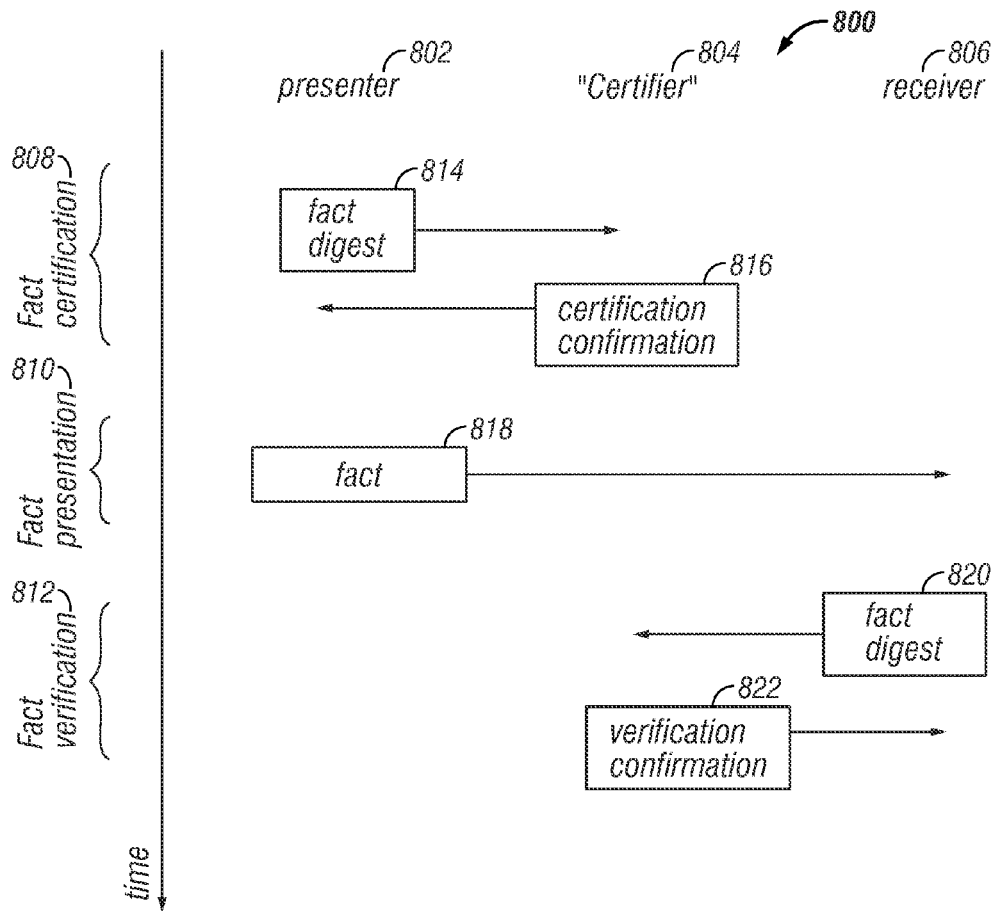 800
802
804
806
presenter
"Certifier"
receiver
808
Fact
certification
814
fact
digest
816
certification
confirmation
810
Fact
presentation
818
fact
812
Fact
verification
820
fact
digest
822
verification
confirmation
time